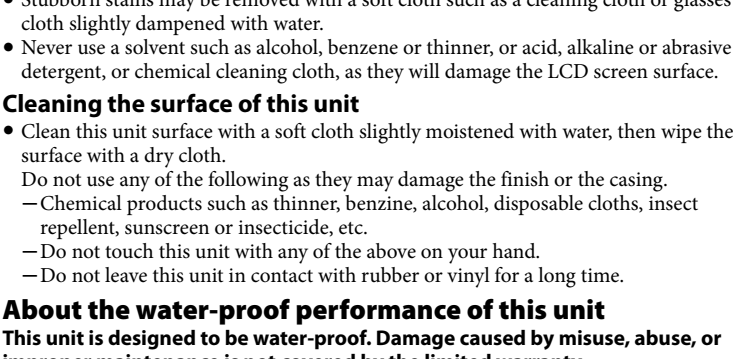 • Stubborn stains may be removed with a soft cloth such as a cleaning cloth or glasses
cloth slightly dampened with water.
• Never use a solvent such as alcohol, benzene or thinner, or acid, alkaline or abrasive
detergent, or chemical cleaning cloth, as they will damage the LCD screen surface.
Cleaning the surface of this unit
• Clean this unit surface with a soft cloth slightly moistened with water, then wipe the
surface with a dry cloth.
Do not use any of the following as they may damage the finish or the casing.
– Chemical products such as thinner, benzine, alcohol, disposable cloths, insect
repellent, sunscreen or insecticide, etc.
– Do not touch this unit with any of the above on your hand.
– Do not leave this unit in contact with rubber or vinyl for a long time.
About the water-proof performance of this unit
This unit is designed to be water-proof. Damage caused by misuse, abuse, or
improper maintenance is not covered by the limited warranty.